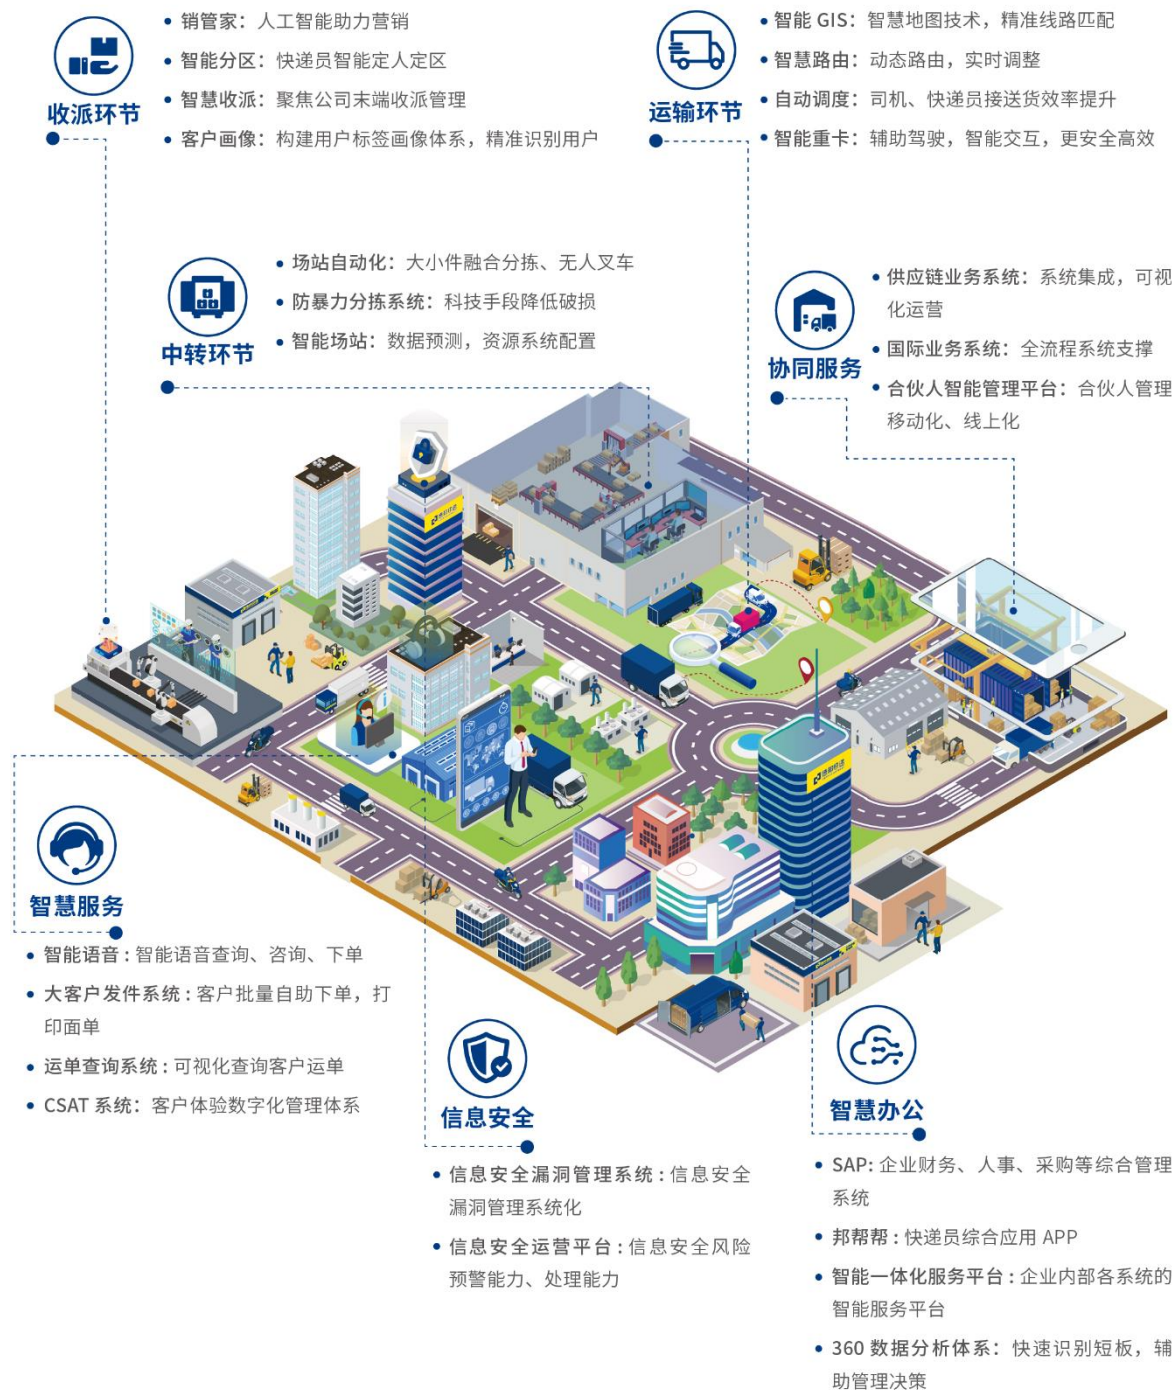 收派环节
销管家：人工智能助力营销
智能分区：快递员智能定人定区
智慧收派：聚焦公司末端收派管理
客户画像：构建用户标签画像体系，精准识别用户
运输环节
智能 GIS：智慧地图技术，精准线路匹配
智慧路由：动态路由，实时调整
自动调度：司机、快递员接送货效率提升
智能重卡：辅助驾驶，智能交互，更安全高效
中转环节
场站自动化：大小件融合分拣、无人叉车
防暴力分拣系统：科技手段降低破损
智能场站：数据预测，资源系统配置
协同服务
供应链业务系统：系统集成，可视
化运营
国际业务系统：全流程系统支撑
合伙人智能管理平台：合伙人管理
移动化、线上化
德邦快递
德邦快递
智慧服务
智能语音：智能语音查询、咨询、下单
大客户发件系统：客户批量自助下单，打
印面单
运单查询系统：可视化查询客户运单
CSAT 系统：客户体验数字化管理体系
信息安全
信息安全漏洞管理系统：信息安全
漏洞管理系统化
信息安全运营平台：信息安全风险
预警能力、处理能力
智慧办公
SAP: 企业财务、人事、采购等综合管理
系统
邦帮帮：快递员综合应用 APP
智能一体化服务平台：企业内部各系统的
智能服务平台
360 数据分析体系：快速识别短板，辅
助管理决策